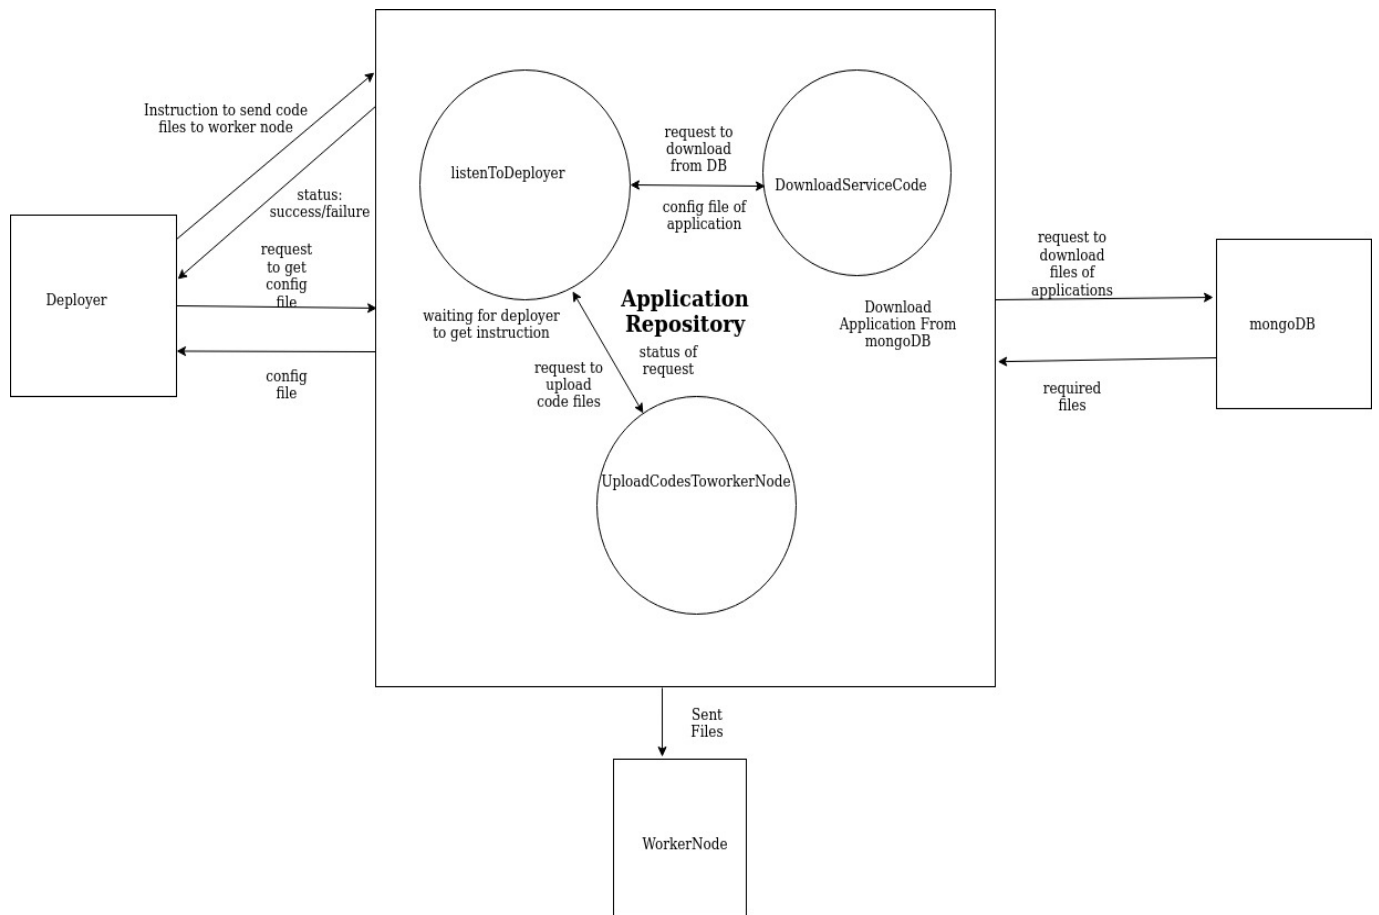 Instruction to send code
files to worker node
status:
success/failure
request
to get
config
file
config
file
Deployer
listenToDeployer
request to
download
from DB
config file of
application
DownloadServiceCode
waiting for deployer
to get instruction
Application
Repository
Download
Application From
mongoDB
status of
request
request to
upload
code files
UploadCodesToworkerNode
request to
download
files of
applications
required
files
mongoDB
Sent
Files
WorkerNode